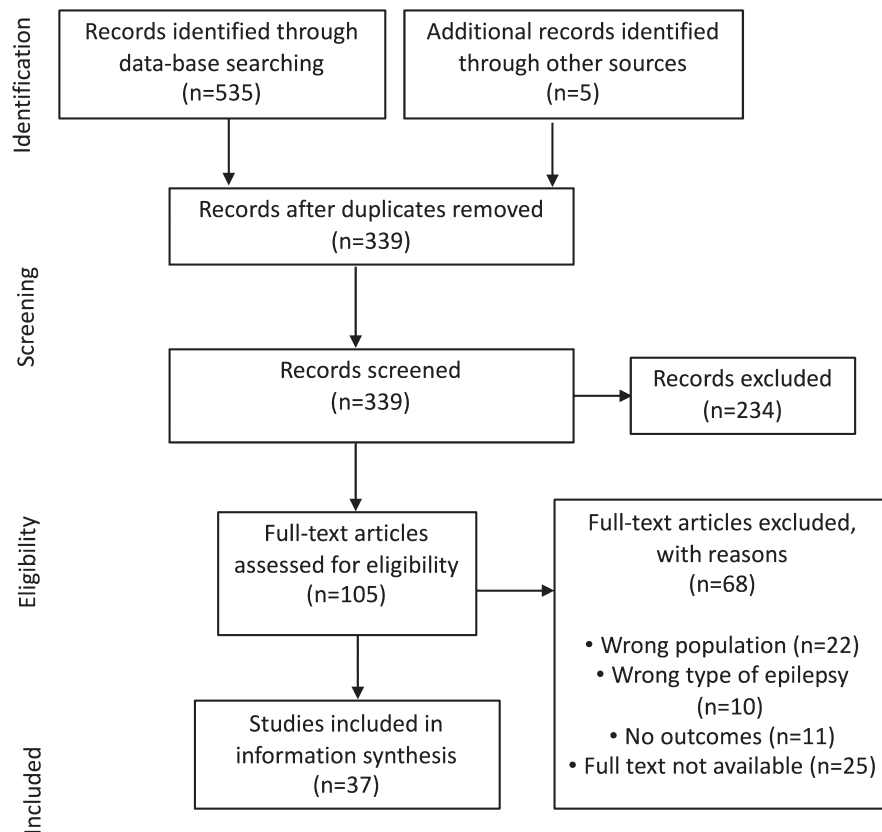 Identification
Records identified through
data-base searching
(n=535)
Additional records identified
through other sources
(n=5)
Records after duplicates removed
(n=339)
Screening
Records screened
(n=339)
Records excluded
(n=234)
Eligibility
Full-text articles
assessed for eligibility
(n=105)
Full-text articles excluded,
with reasons
(n=68)
• Wrong population (n=22)
• Wrong type of epilepsy
(n=10)
• No outcomes (n=11)
• Full text not available (n=25)
Included
Studies included in
information synthesis
(n=37)